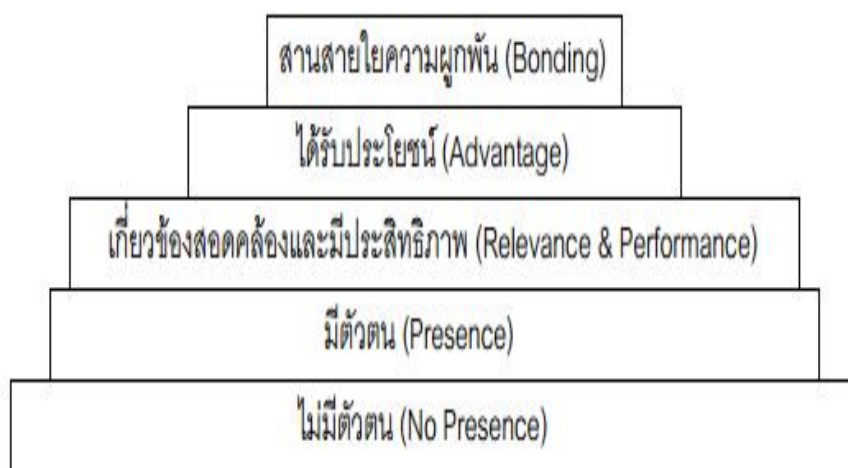 สานสายใยความผูกพัน (Bonding)
ได้รับประโยชน์ (Advantage)
เกี่ยวข้องสอดคล้องและมีประสิทธิภาพ (Relevance & Performance)
มีตัวตน (Presence)
ไม่มีตัวตน (No Presence)